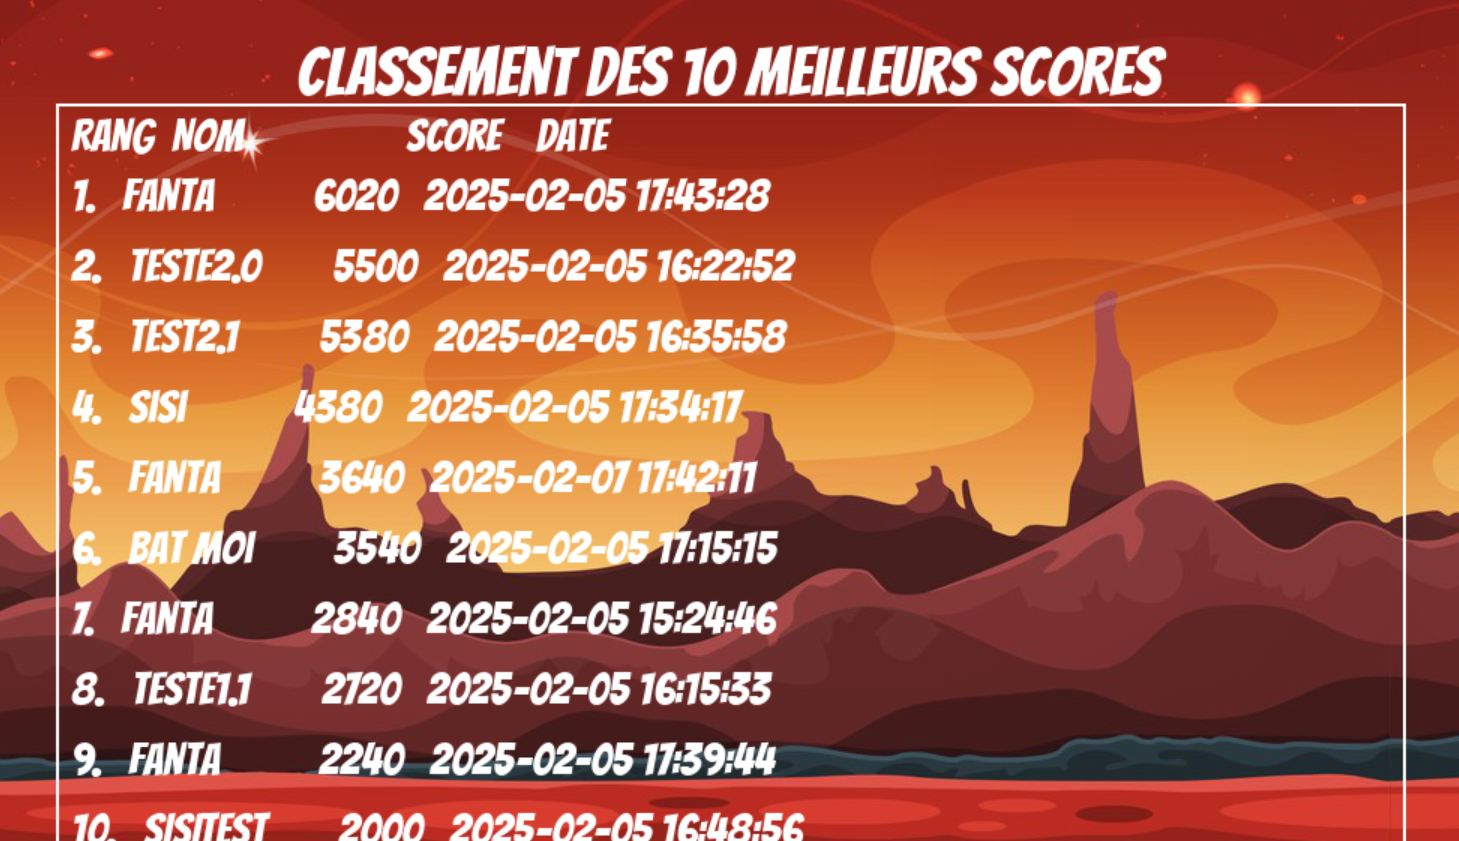 CLASSEMENT DES 10 MEILLEURS SCORES
RANG NOM SCORE DATE
1. FANTA 6020 2025-02-05 17:43:28
2. TESTE2.0 5500 2025-02-05 16:22:52
3. TEST2.1 5380 2025-02-05 16:35:58
4. SISI 4380 2025-02-05 17:34:17
5. FANTA 3640 2025-02-07 17:42:11
6. BAT MOI 3540 2025-02-05 17:15:15
7. FANTA 2840 2025-02-05 15:24:46
8. TESTE1.1 2720 2025-02-05 16:15:33
9. FANTA 2240 2025-02-05 17:39:44
10. SISITEST 2000 2025-02-05 16:48:56